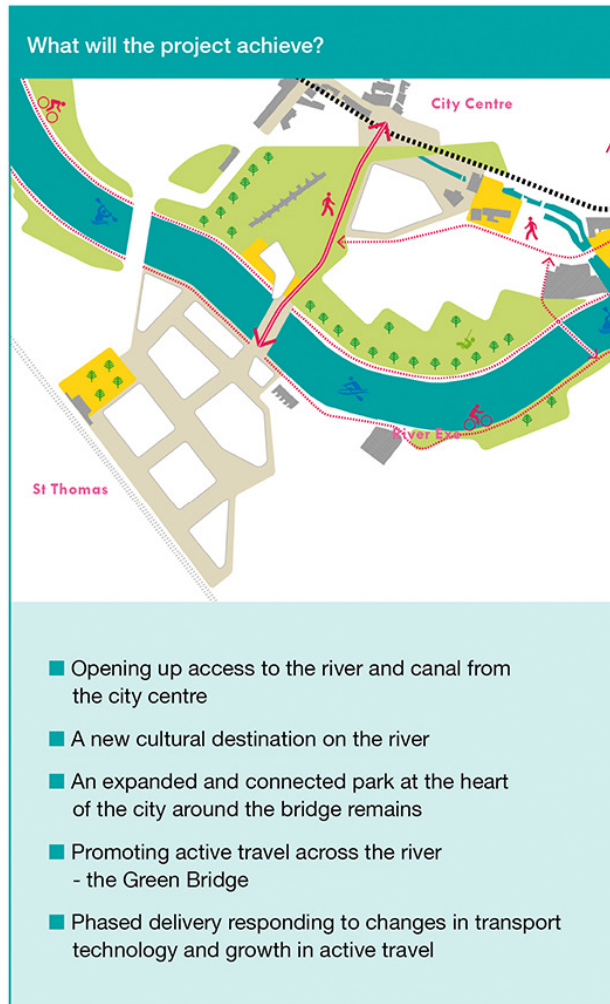 What will the project achieve?
City Centre
River Exe
St Thomas
Opening up access to the river and canal from
the city centre
A new cultural destination on the river
An expanded and connected park at the heart
of the city around the bridge remains
Promoting active travel across the river
- the Green Bridge
Phased delivery responding to changes in transport
technology and growth in active travel